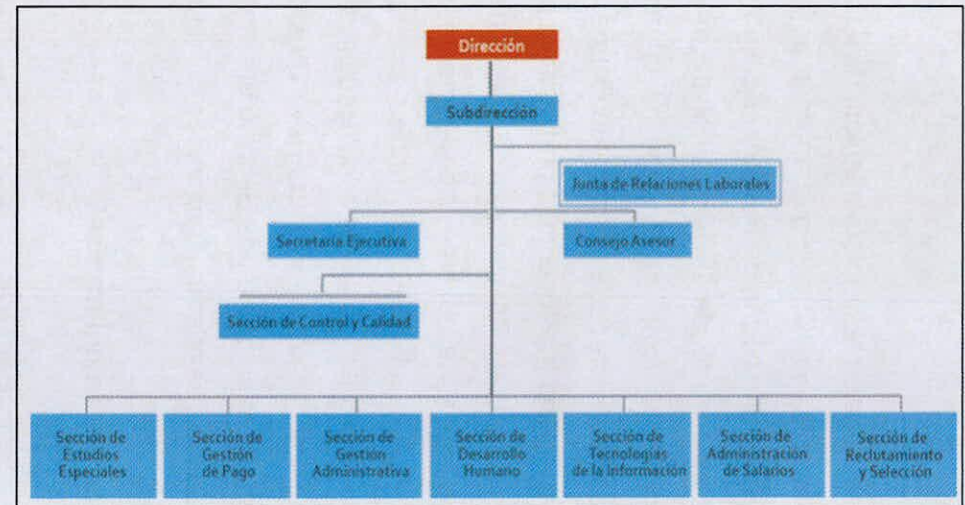 Dirección
Subdirección
Junta de Relaciones Laborales
Secretaría Ejecutiva
Consejo Asesor
Sección de Control y Calidad
Sección de
Estudios
Especiales
Sección de
Gestión
de Pago
Sección de
Gestión
Administrativa
Sección de
Desarrollo
Humano
Sección de
Tecnologías
de la Información
Sección de
Administración
de Salarios
Sección de
Reclutamiento
y Selección